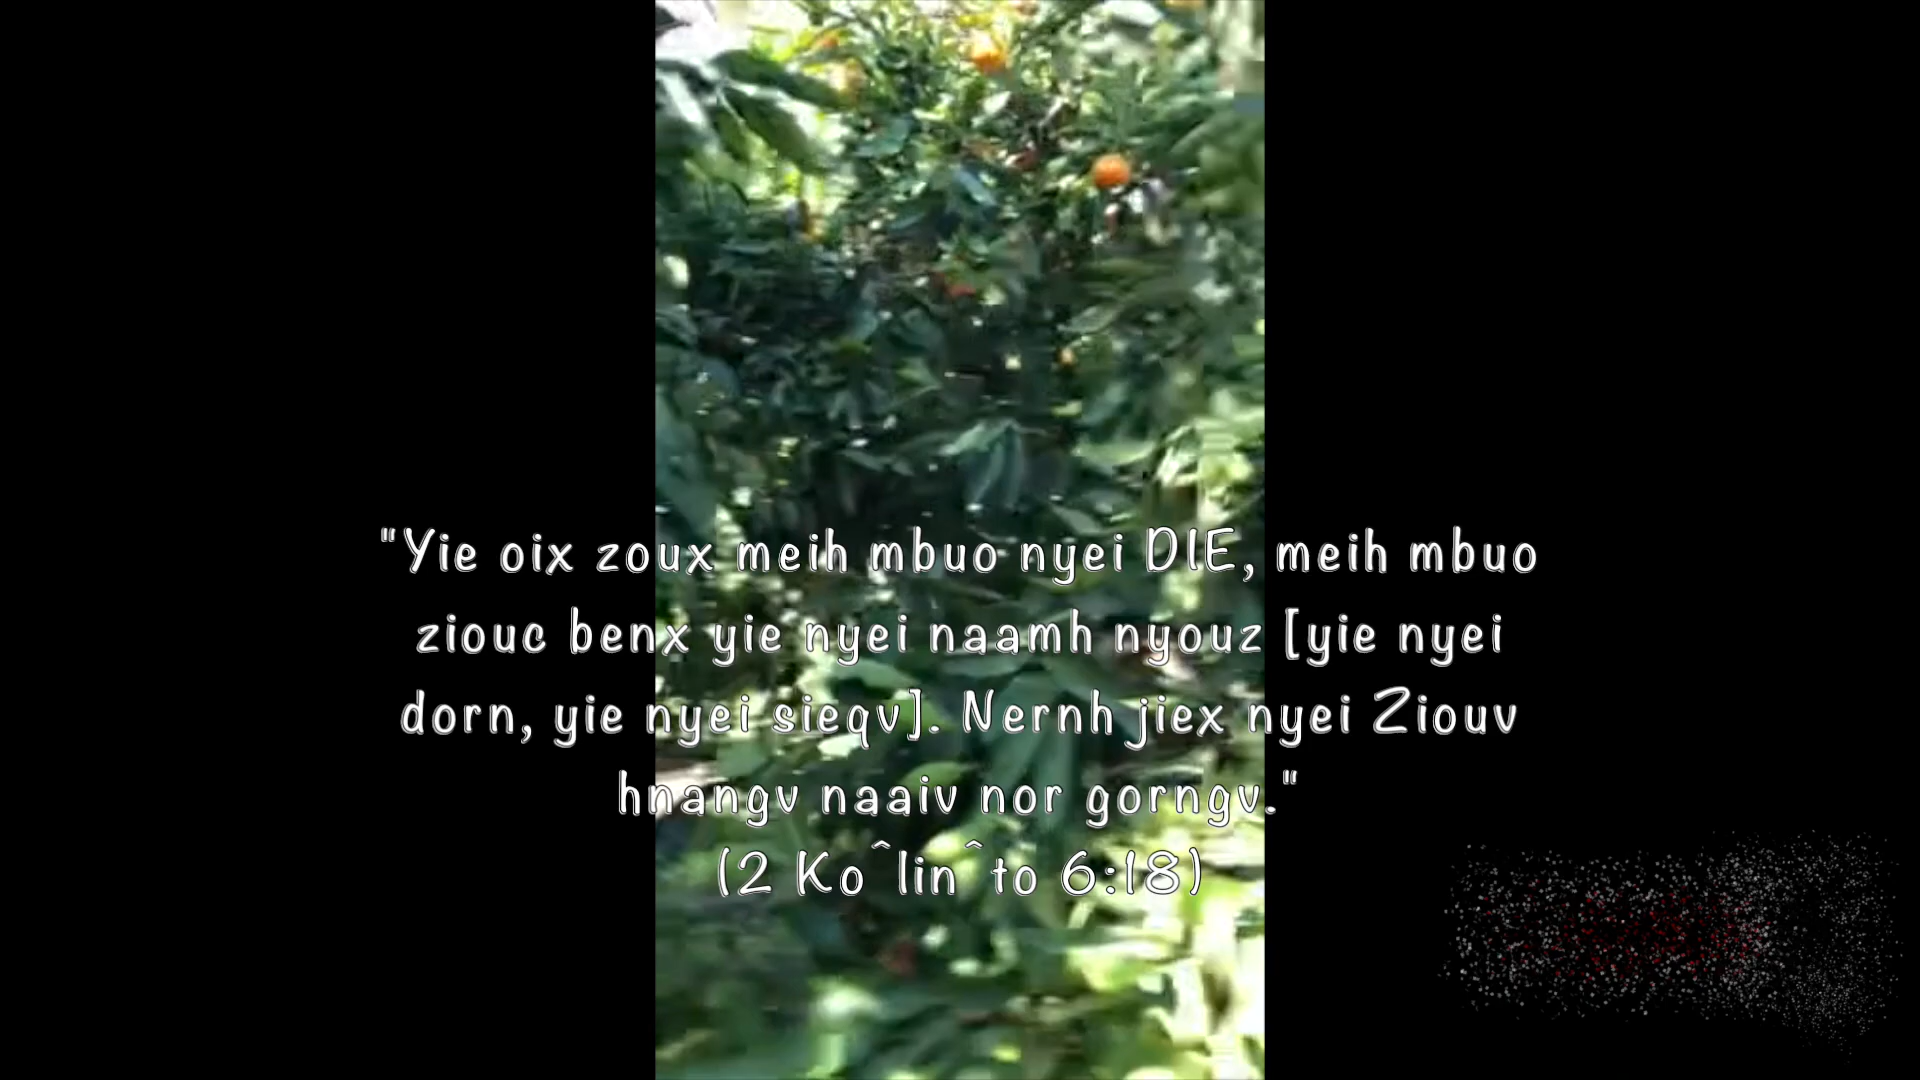 "Yie oix zoux meih mbuo nyei DIE, meih mbuo
ziouc benx yie nyei naamh nyouz [yie nyei
dorn, yie nyei sieqv]. Nernh jiex nyei Ziouv
hnangv naaiv nor gorngv."
(2 Ko^lin^to 6:18)